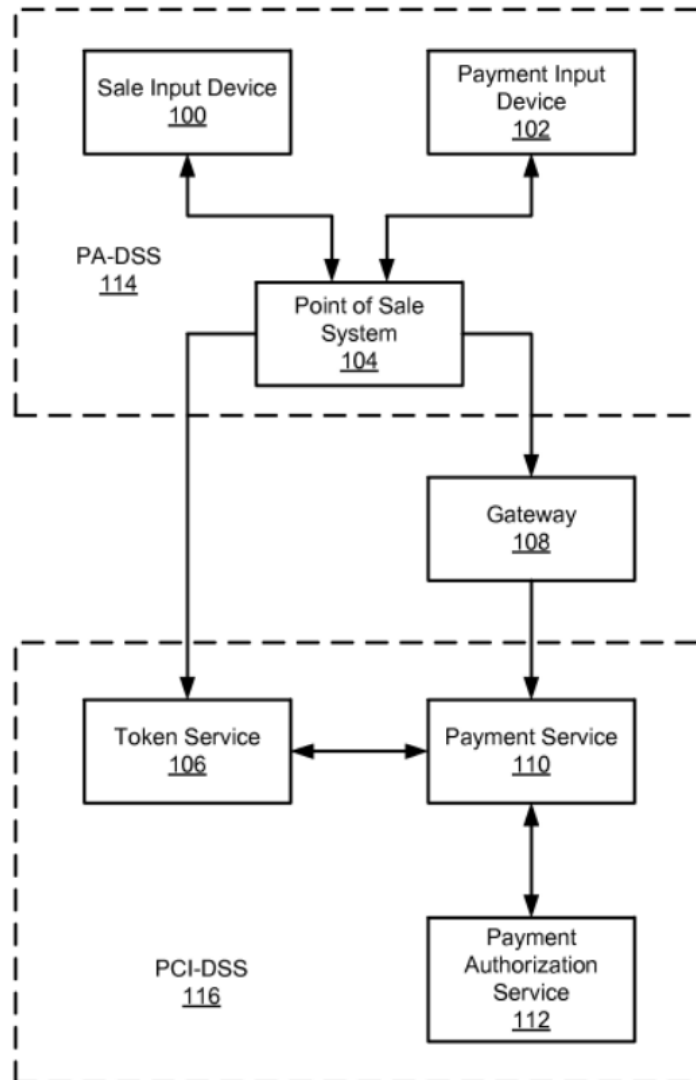 Sale Input Device
100
Payment Input
Device
102
PA-DSS
114
Point of Sale
System
104
Gateway
108
Token Service
106
Payment Service
110
PCI-DSS
116
Payment
Authorization
Service
112